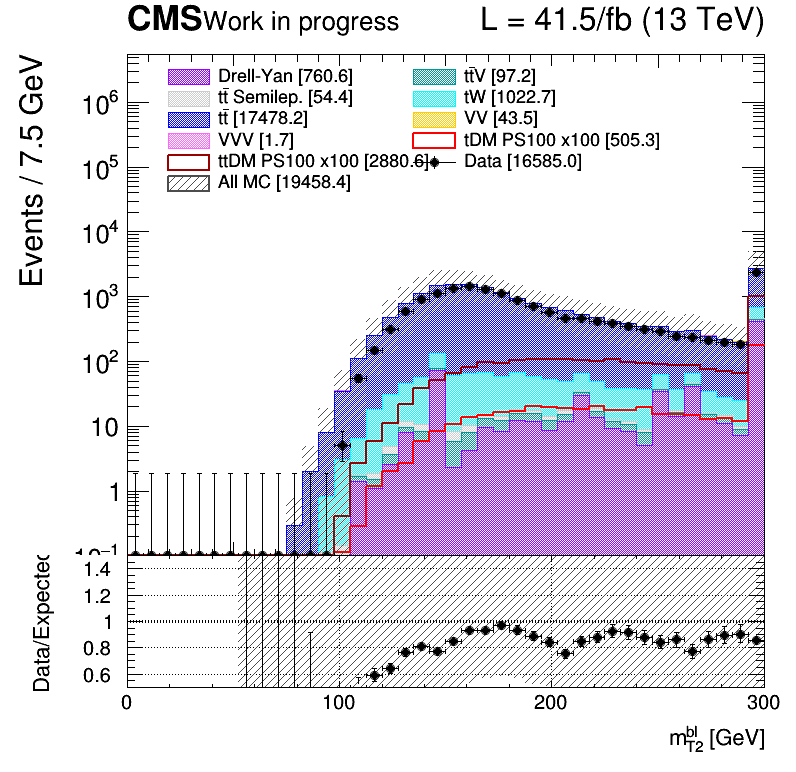 CMS Work in progress L = 41.5/fb (13 TeV)
Events / 7.5 GeV
Drell-Yan [760.6] tt̄V [97.2]
tt̄ Semilep. [54.4] tW [1022.7]
tt̄ [17478.2] VV [43.5]
VVV [1.7] tDM PS100 x100 [505.3]
ttDM PS100 x100 [2880.6] Data [16585.0]
All MC [19458.4]
10⁶
10⁵
10⁴
10³
10²
10
1
10⁻¹
Data/Expected
1.4
1.2
1
0.8
0.6
0 100 200 300
m_{T2}^{bl} [GeV]